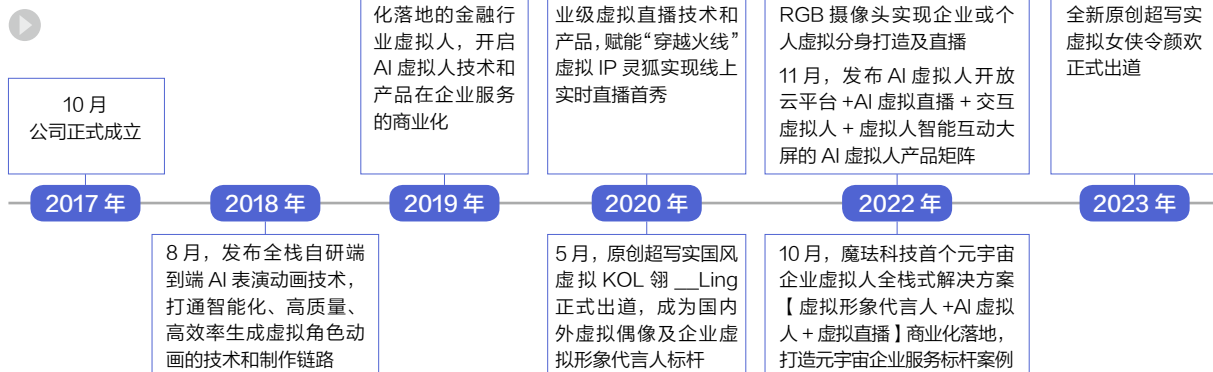 10 月
公司正式成立
化落地的金融行
业虚拟人，开启
AI 虚拟人技术和
产品在企业服务
的商业化
业级虚拟直播技术和
产品，赋能“穿越火线”
虚拟 IP 灵狐实现线上
实时直播首秀
RGB 摄像头实现企业或个
人虚拟分身打造及直播
11 月，发布 AI 虚拟人开放
云平台 +AI 虚拟直播 + 交互
虚拟人 + 虚拟人智能互动大
屏的 AI 虚拟人产品矩阵
全新原创超写实
虚拟女侠令颜欢
正式出道
2017 年
2018 年
2019 年
2020 年
2022 年
2023 年
8 月，发布全栈自研端
到端 AI 表演动画技术，
打通智能化、高质量、
高效率生成虚拟角色动
画的技术和制作链路
5 月，原创超写实国风
虚拟 KOL 翎 __Ling
正式出道，成为国内
外虚拟偶像及企业虚
拟形象代言人标杆
10 月，魔珐科技首个元宇宙
企业虚拟人全栈式解决方案
【 虚拟形象代言人 +AI 虚拟
人 + 虚拟直播 】商业化落地，
打造元宇宙企业服务标杆案例